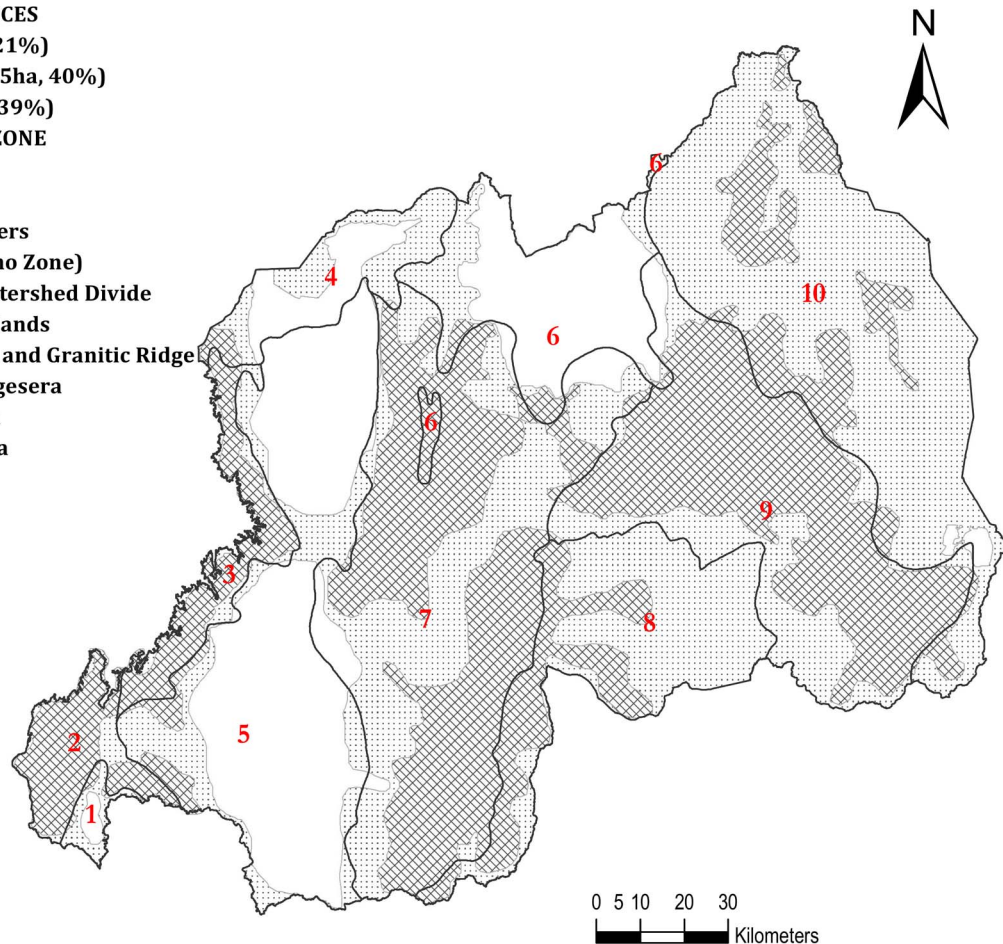 CES
21%)
5ha, 40%)
39%)
ZONE
ers
no Zone)
tershed Divide
ands
and Granitic Ridge
gesera
a
N
6
4
10
6
6
9
3
7
8
5
2
1
0 5 10 20 30
Kilometers